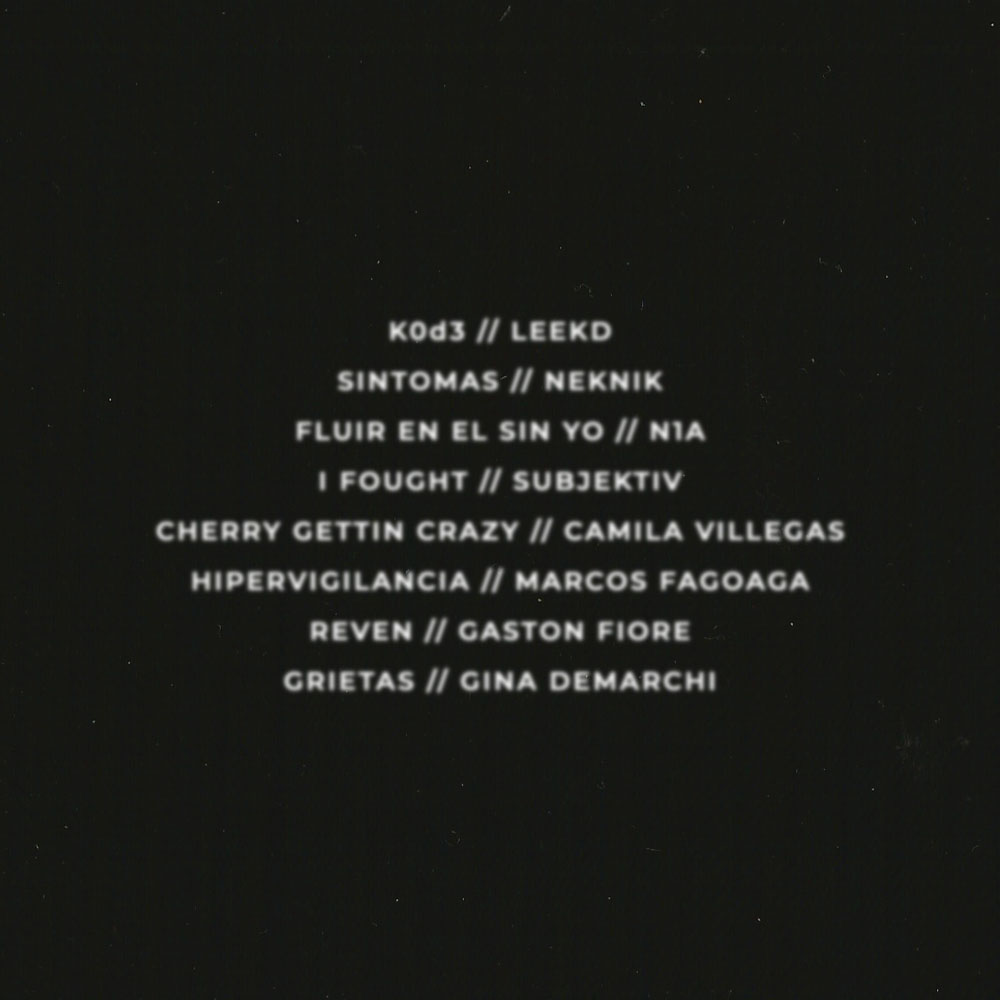 K0d3 // LEEKD
SINTOMAS // NEKNIK
FLUIR EN EL SIN YO // N1A
I FOUGHT // SUBJEKTIV
CHERRY GETTIN CRAZY // CAMILA VILLEGAS
HIPERVIGILANCIA // MARCOS FAGOAGA
REVEN // GASTON FIORE
GRIETAS // GINA DEMARCHI